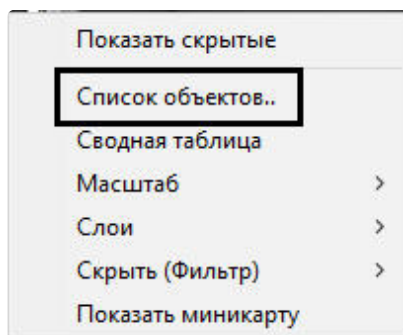 Показать скрытые
Список объектов..
Сводная таблица
Масштаб
Слои
Скрыть (Фильтр)
Показать миникарту